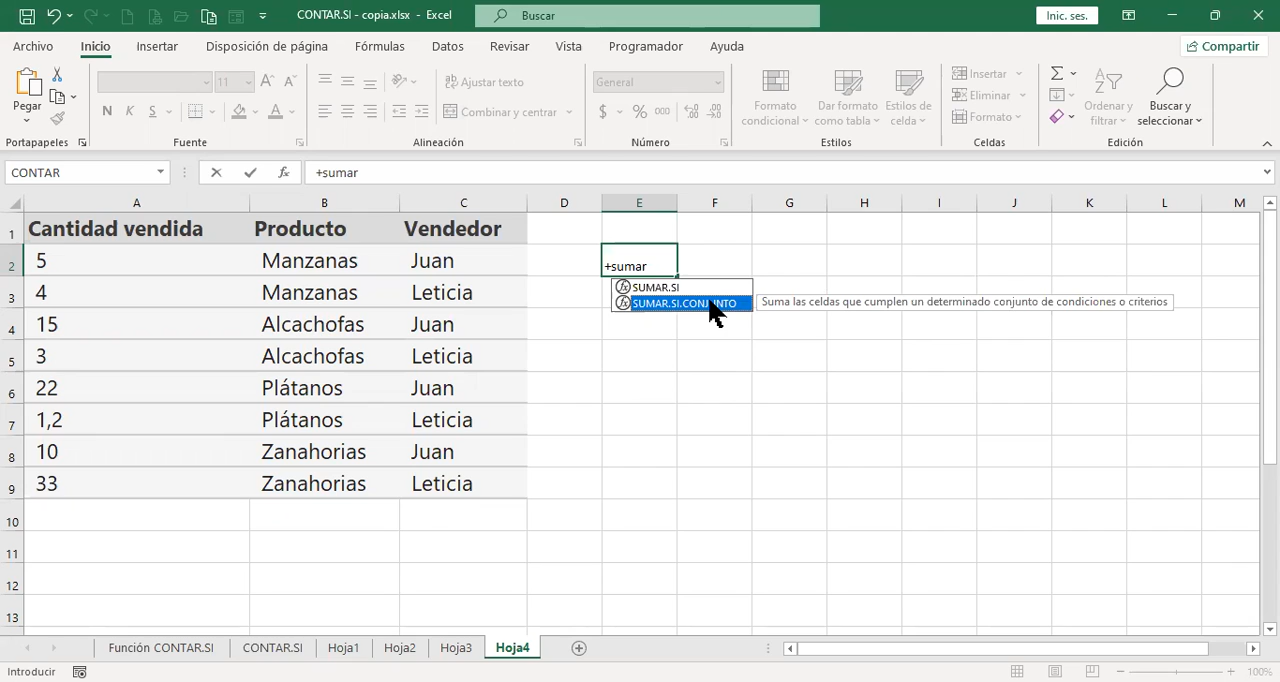 CONTAR.SI - copia.xlsx - Excel
Buscar
Inic. ses.
Archivo Inicio Insertar Disposición de página Fórmulas Datos Revisar Vista Programador Ayuda Compartir
Pegar
11 A A
Ajustar texto
General
Formato condicional
Dar formato como tabla
Estilos de celda
Insertar
Eliminar
Formato
Ordenar y filtrar
Buscar y seleccionar
N K S A
Combinar y centrar
$ % 000
Portapapeles Fuente Alineación Número Estilos Celdas Edición
CONTAR fx +sumar
A B C D E F G H I J K L M
1 Cantidad vendida Producto Vendedor
2 5 Manzanas Juan +sumar
3 4 Manzanas Leticia
SUMAR.SI
SUMAR.SI.CONJUNTO Suma las celdas que cumplen un determinado conjunto de condiciones o criterios
4 15 Alcachofas Juan
5 3 Alcachofas Leticia
6 22 Plátanos Juan
7 1,2 Plátanos Leticia
8 10 Zanahorias Juan
9 33 Zanahorias Leticia
10
11
12
13
Función CONTAR.SI CONTAR.SI Hoja1 Hoja2 Hoja3 Hoja4
Introducir 100%